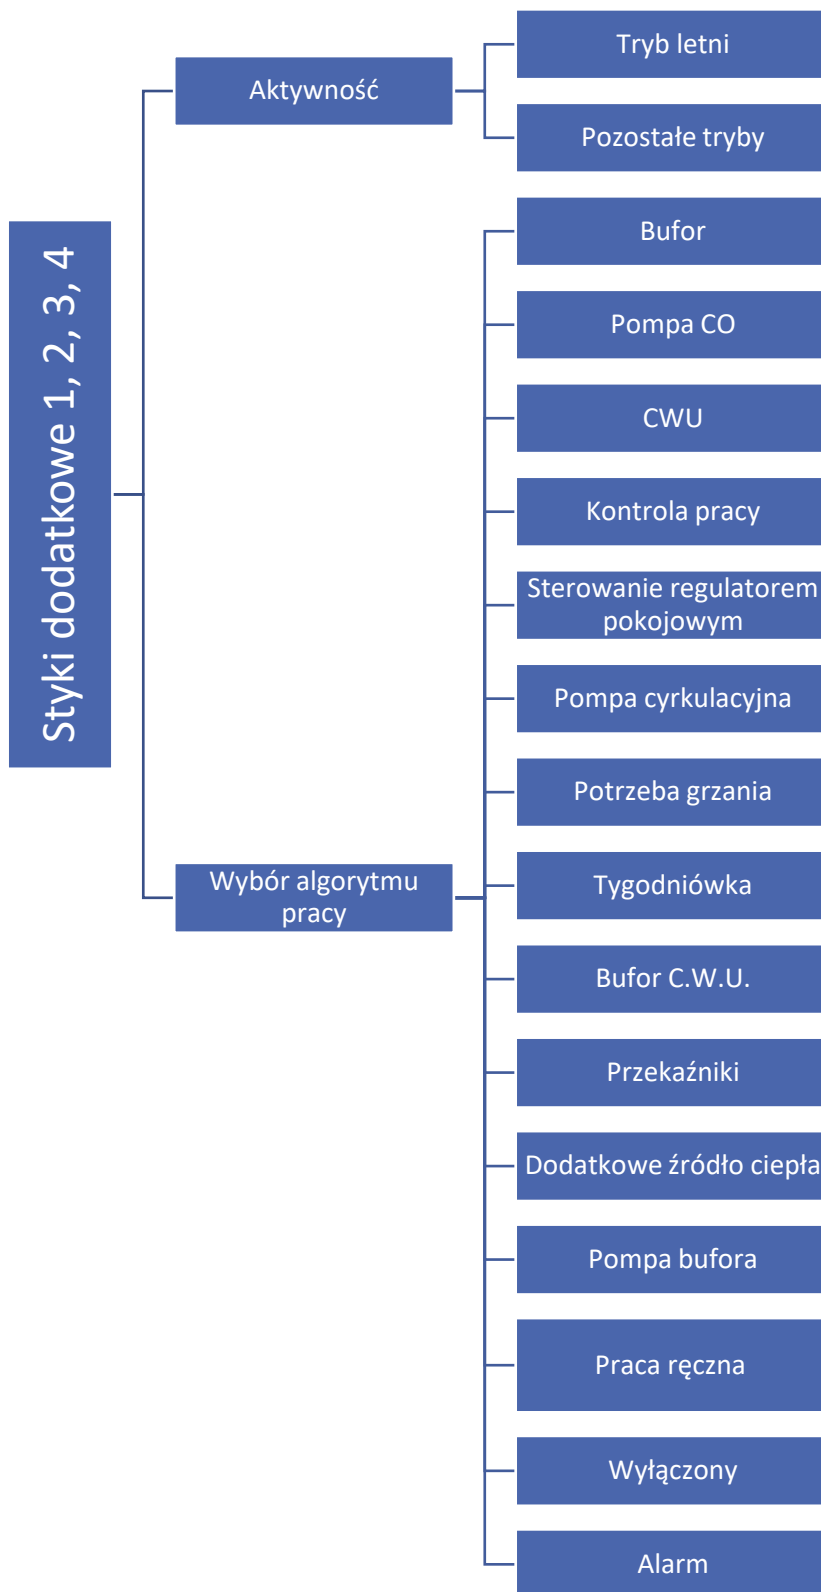 Styki dodatkowe 1, 2, 3, 4
Aktywność
Tryb letni
Pozostałe tryby
Wybór algorytmu
pracy
Bufor
Pompa CO
CWU
Kontrola pracy
Sterowanie regulatorem
pokojowym
Pompa cyrkulacyjna
Potrzeba grzania
Tygodniówka
Bufor C.W.U.
Przekaźniki
Dodatkowe źródło ciepła
Pompa bufora
Praca ręczna
Wyłączony
Alarm